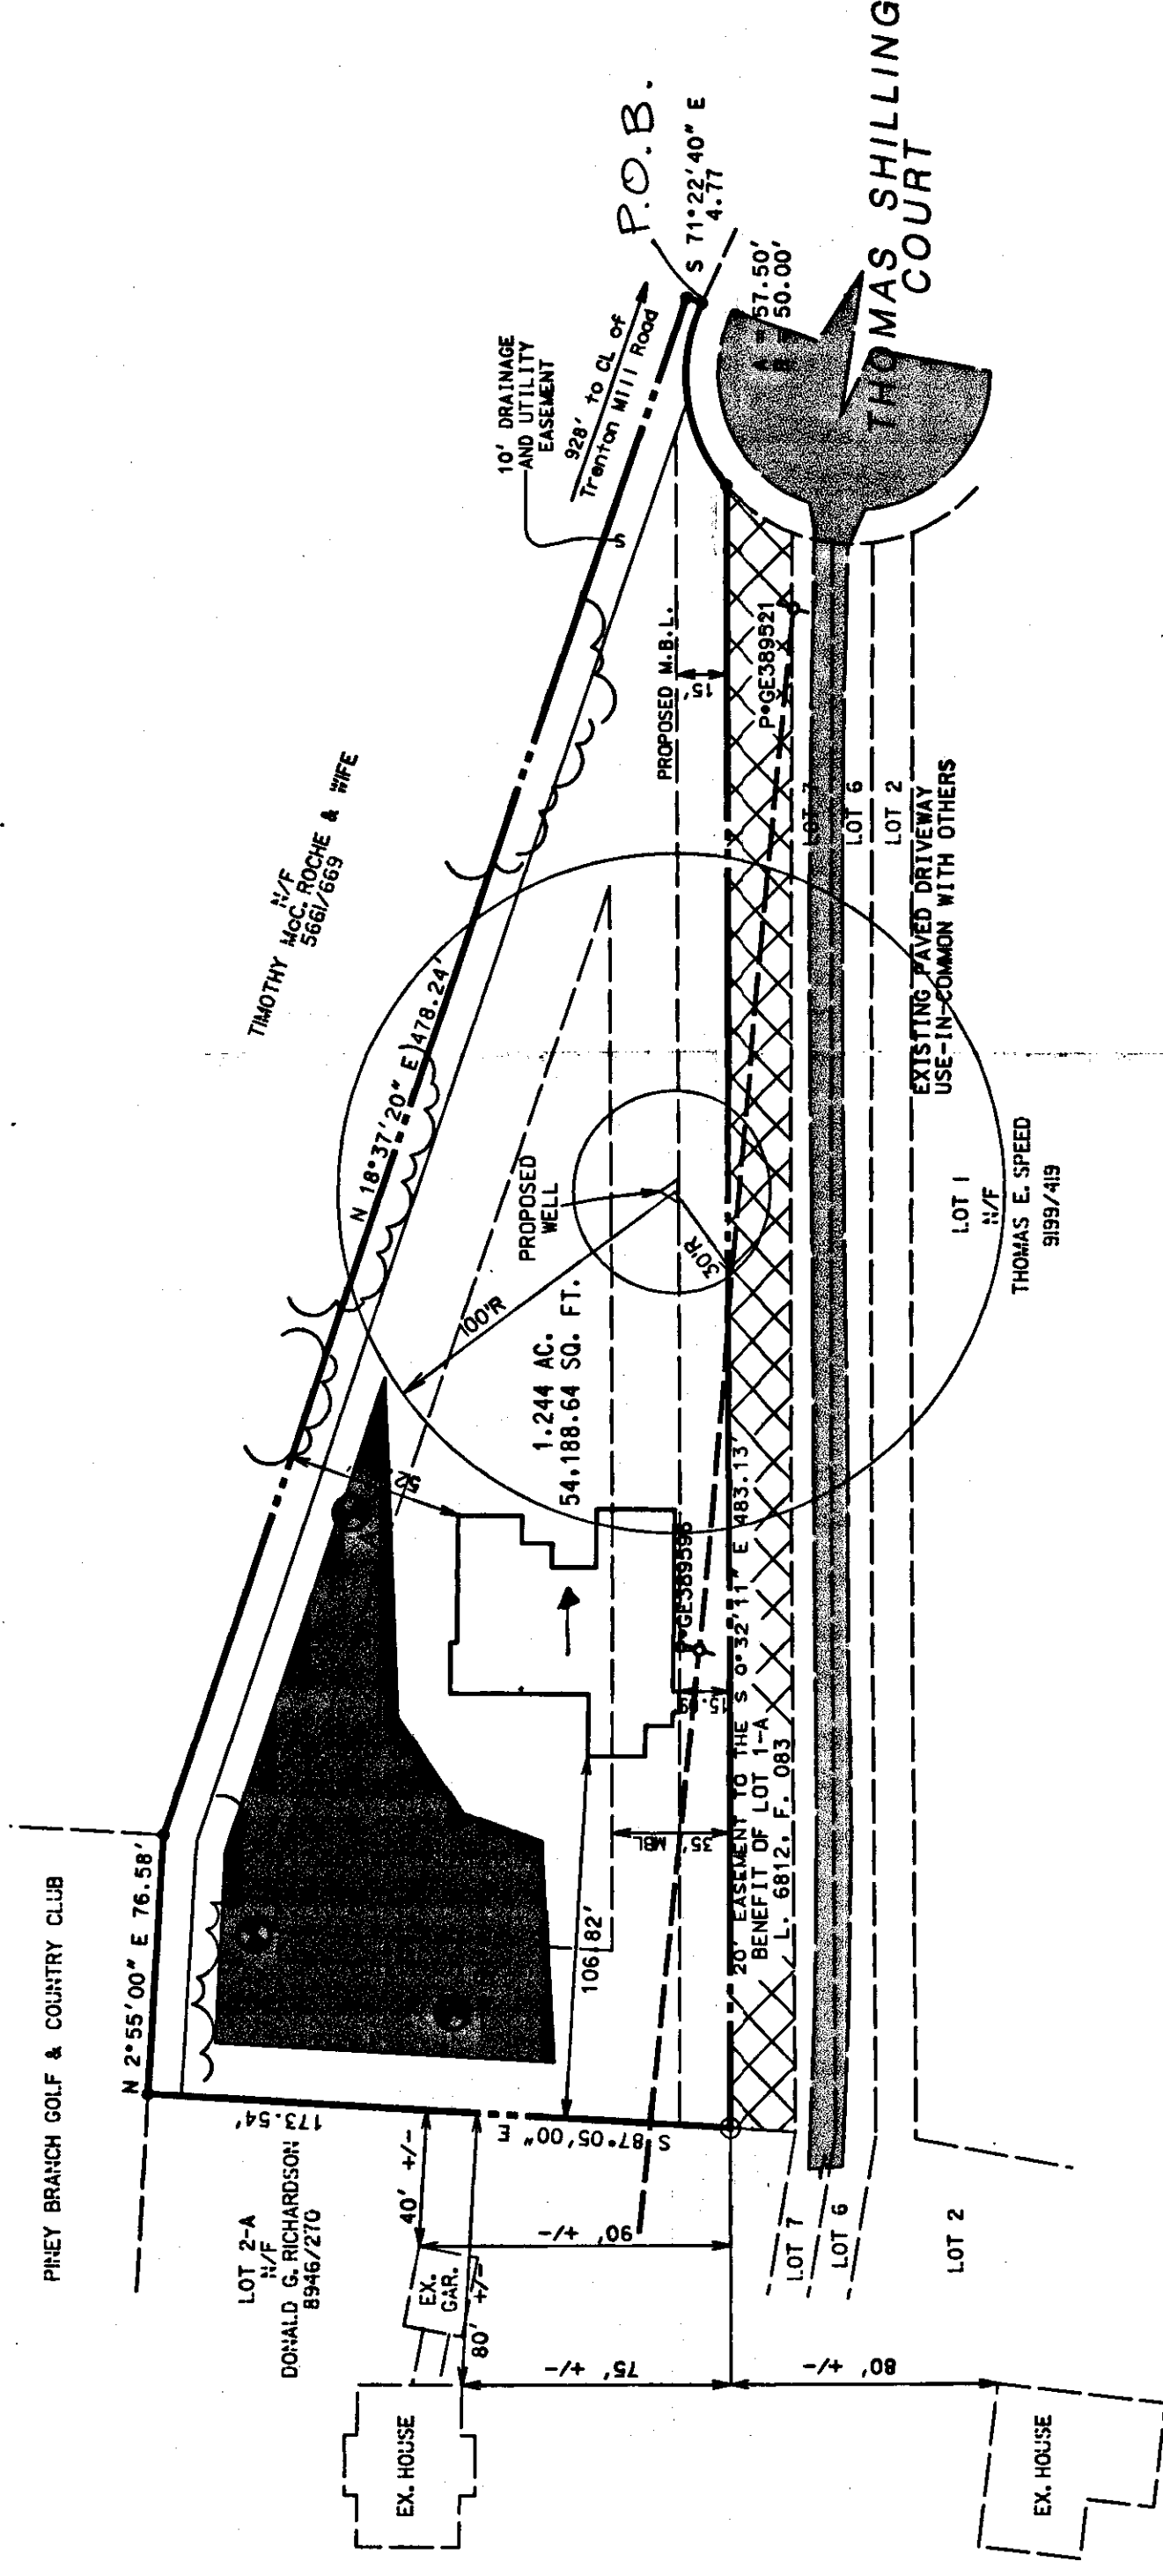 PINEY BRANCH GOLF & COUNTRY CLUB
N 2°55'00" E 76.58'
LOT 2-A
N/F
DONALD G. RICHARDSON
8946/270
173.54'
S 87°05'00" E
40' +/-
EX.
GAR.
80' +/-
90' +/-
75' +/-
80' +/-
EX. HOUSE
EX. HOUSE
N/F
TIMOTHY McC. ROCHE & WIFE
5661/669
N 18°37'20" E 478.24'
10' DRAINAGE
AND UTILITY
EASEMENT
928' to CL of
Trenton Mill Road
P.O.B.
S 71°22'40" E
4.77
57.50'
50.00'
THOMAS SHILLING
COURT
PROPOSED M.B.L.
15'
PROPOSED
WELL
100'R
30'R
1.244 AC.
54,188.64 SQ. FT.
106.82'
35'
MBL
P*GE389521
20' EASEMENT TO THE
BENEFIT OF LOT 1-A
L. 6812, F. 083
S 0°32'11" E 483.13'
LOT 7
LOT 6
LOT 2
EXISTING PAVED DRIVEWAY
USE-IN-COMMON WITH OTHERS
LOT 1
N/F
THOMAS E. SPEED
9199/419
LOT 7
LOT 6
LOT 2